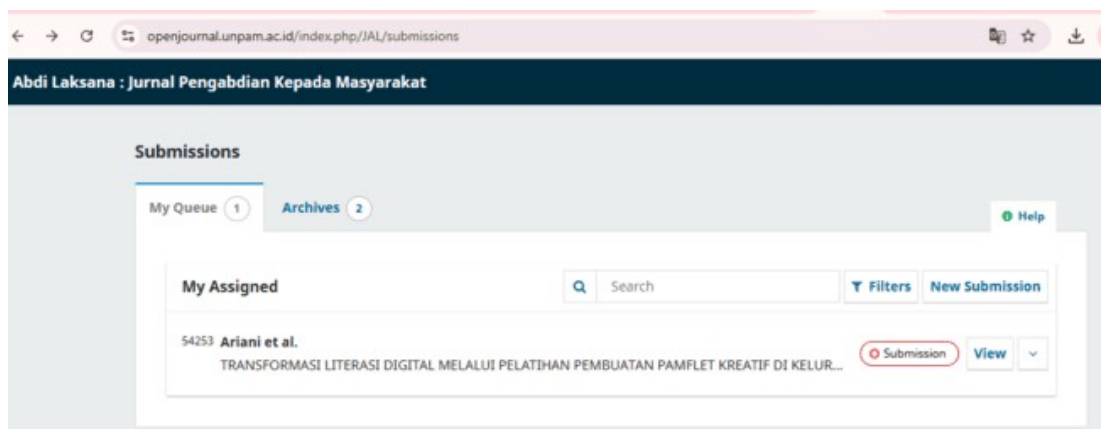 openjournal.unpam.ac.id/index.php/JAL/submissions
Abdi Laksana : Jurnal Pengabdian Kepada Masyarakat
Submissions
My Queue 1 Archives 2
Help
My Assigned Search Filters New Submission
54253 Ariani et al.
TRANSFORMASI LITERASI DIGITAL MELALUI PELATIHAN PEMBUATAN PAMFLET KREATIF DI KELUR... Submission View